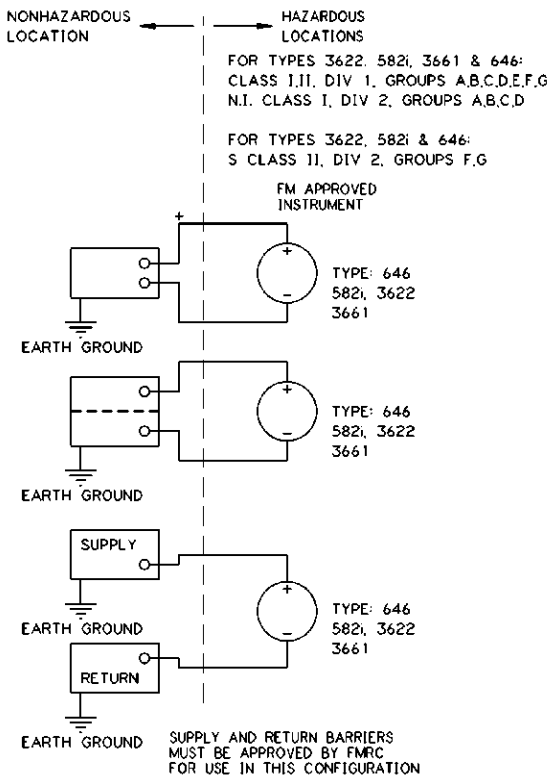 NONHAZARDOUS
LOCATION
HAZARDOUS
LOCATIONS
FOR TYPES 3622, 582i, 3661 & 646:
CLASS I,II, DIV 1, GROUPS A,B,C,D,E,F,G
N.I. CLASS I, DIV 2, GROUPS A,B,C,D
FOR TYPES 3622, 582i & 646:
S CLASS II, DIV 2, GROUPS F,G
FM APPROVED
INSTRUMENT
+
+
−
TYPE: 646
582i, 3622
3661
EARTH GROUND
+
−
TYPE: 646
582i, 3622
3661
EARTH GROUND
SUPPLY
EARTH GROUND
+
−
TYPE: 646
582i, 3622
3661
RETURN
EARTH GROUND
SUPPLY AND RETURN BARRIERS
MUST BE APPROVED BY FMRC
FOR USE IN THIS CONFIGURATION